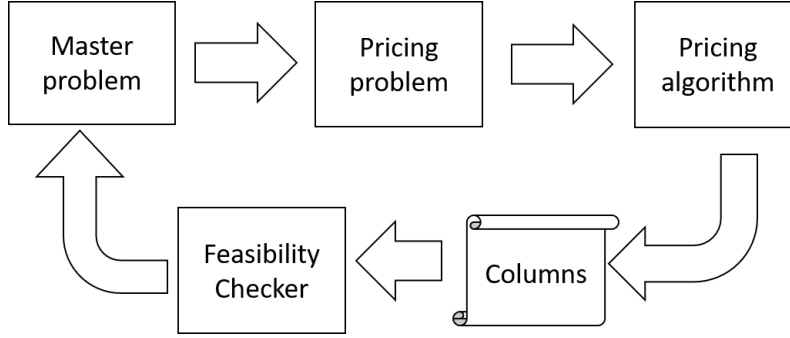 Master
problem
Pricing
problem
Pricing
algorithm
Feasibility
Checker
Columns